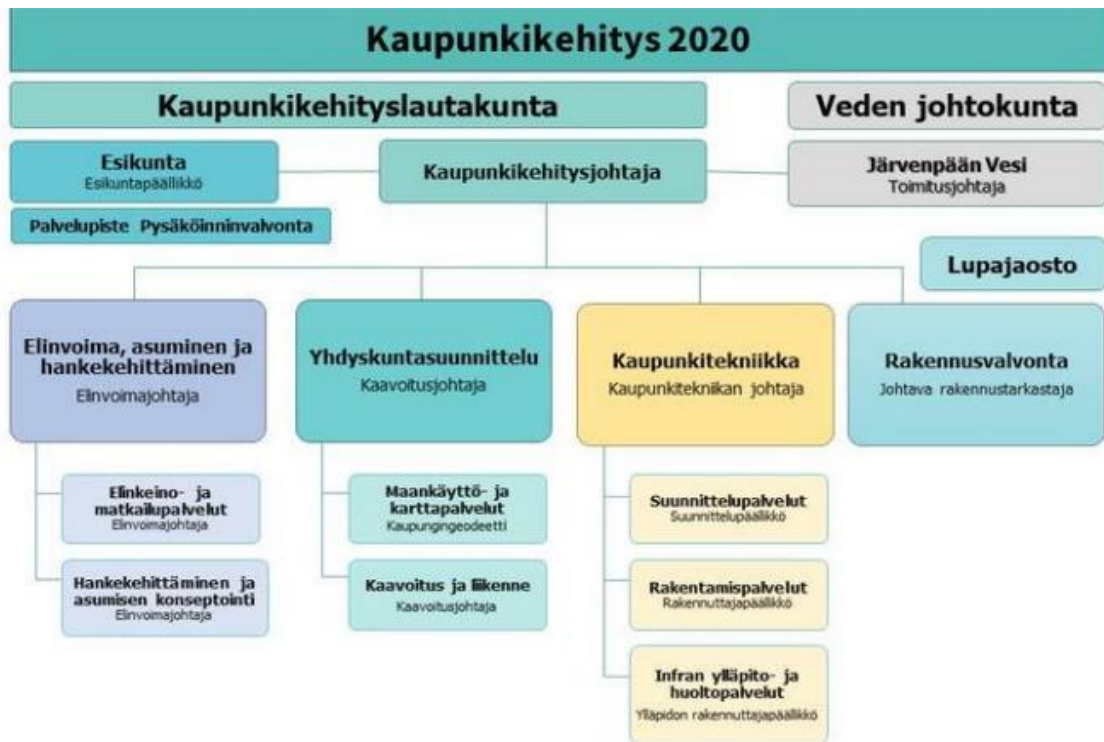 Kaupunkikehitys 2020
Kaupunkikehityslautakunta
Veden johtokunta
Esikunta
Esikuntapäällikkö
Kaupunkikehitysjohtaja
Järvenpään Vesi
Toimitusjohtaja
Palvelupiste Pysäköinninvalvonta
Lupajaosto
Elinvoima, asuminen ja
hankekehittäminen
Elinvoimajohtaja
Yhdyskuntasuunnittelu
Kaavoitusjohtaja
Kaupunkitekniikka
Kaupunkitekniikan johtaja
Rakennusvalvonta
Johtava rakennustarkastaja
Elinkeino- ja
matkailupalvelut
Elinvoimajohtaja
Hankekehittäminen ja
asumisen konseptointi
Elinvoimajohtaja
Maankäyttö- ja
karttapalvelut
Kaupungingeodeetti
Kaavoitus ja liikenne
Kaavoitusjohtaja
Suunnittelupalvelut
Suunnittelupäällikkö
Rakentamispalvelut
Rakennuttajapäällikkö
Infran ylläpito- ja
huoltopalvelut
Ylläpidon rakennuttajapäällikkö